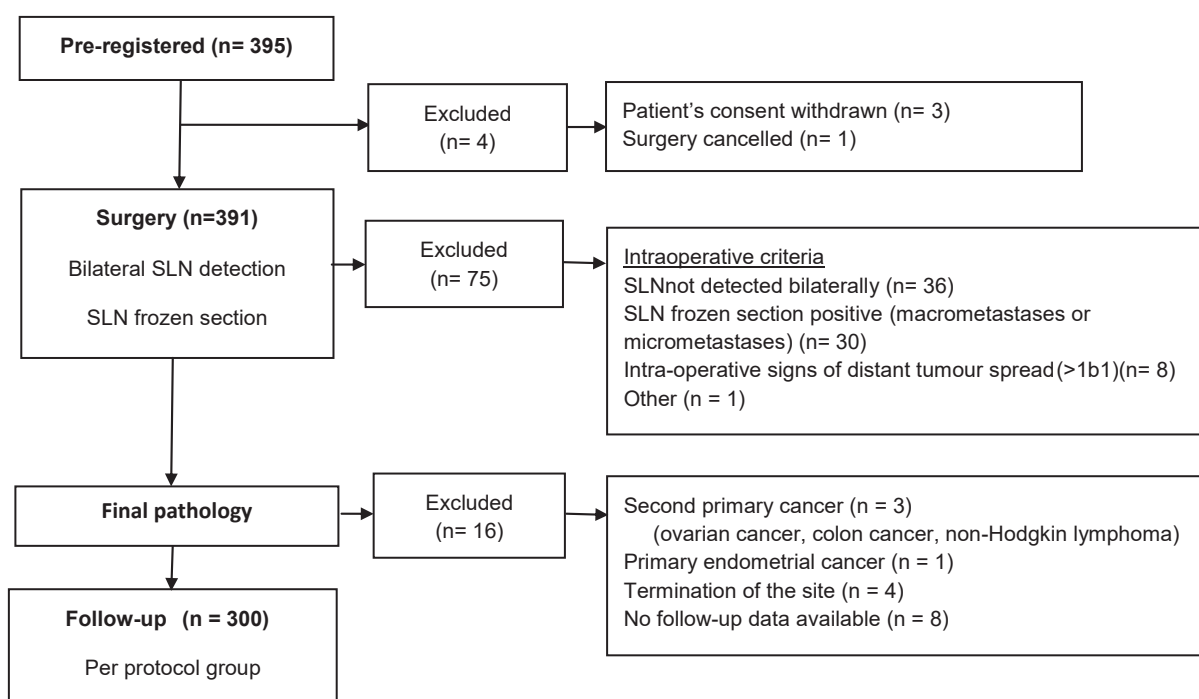 Pre-registered (n= 395)
Excluded
(n= 4)
Patient's consent withdrawn (n= 3)
Surgery cancelled (n= 1)
Surgery (n=391)
Bilateral SLN detection
SLN frozen section
Excluded
(n= 75)
Intraoperative criteria
SLNnot detected bilaterally (n= 36)
SLN frozen section positive (macrometastases or
micrometastases) (n= 30)
Intra-operative signs of distant tumour spread(>1b1)(n= 8)
Other (n = 1)
Final pathology
Excluded
(n= 16)
Second primary cancer (n = 3)
(ovarian cancer, colon cancer, non-Hodgkin lymphoma)
Primary endometrial cancer (n = 1)
Termination of the site (n = 4)
No follow-up data available (n = 8)
Follow-up (n = 300)
Per protocol group